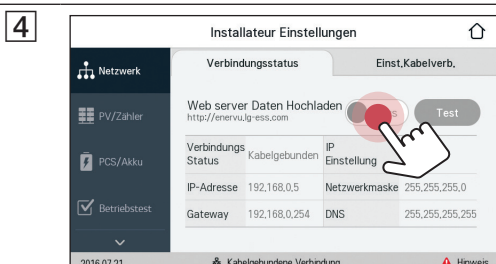 4
Installateur Einstellungen
Netzwerk
Verbindungsstatus
Einst.Kabelverb.
PV/Zähler
Web server Daten Hochladen
http://enervu.lg-ess.com
Test
PCS/Akku
Verbindungs Status
Kabelgebunden
IP Einstellung
IP-Adresse 192,168,0,5 Netzwerkmaske 255,255,255,0
Betriebstest
Gateway 192,168,0,254 DNS 255,255,255,255
2016.07.21 Kabelgebundene Verbindung Hinweis